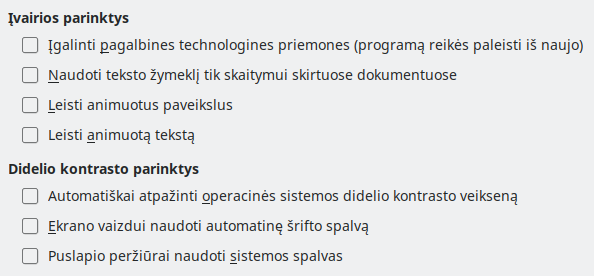 Įvairios parinktys
Įgalinti pagalbines technologines priemones (programą reikės paleisti iš naujo)
Naudoti teksto žymeklį tik skaitymui skirtuose dokumentuose
Leisti animuotus paveikslus
Leisti animuotą tekstą
Didelio kontrasto parinktys
Automatiškai atpažinti operacinės sistemos didelio kontrasto veikseną
Ekrano vaizdui naudoti automatinę šrifto spalvą
Puslapio peržiūrai naudoti sistemos spalvas